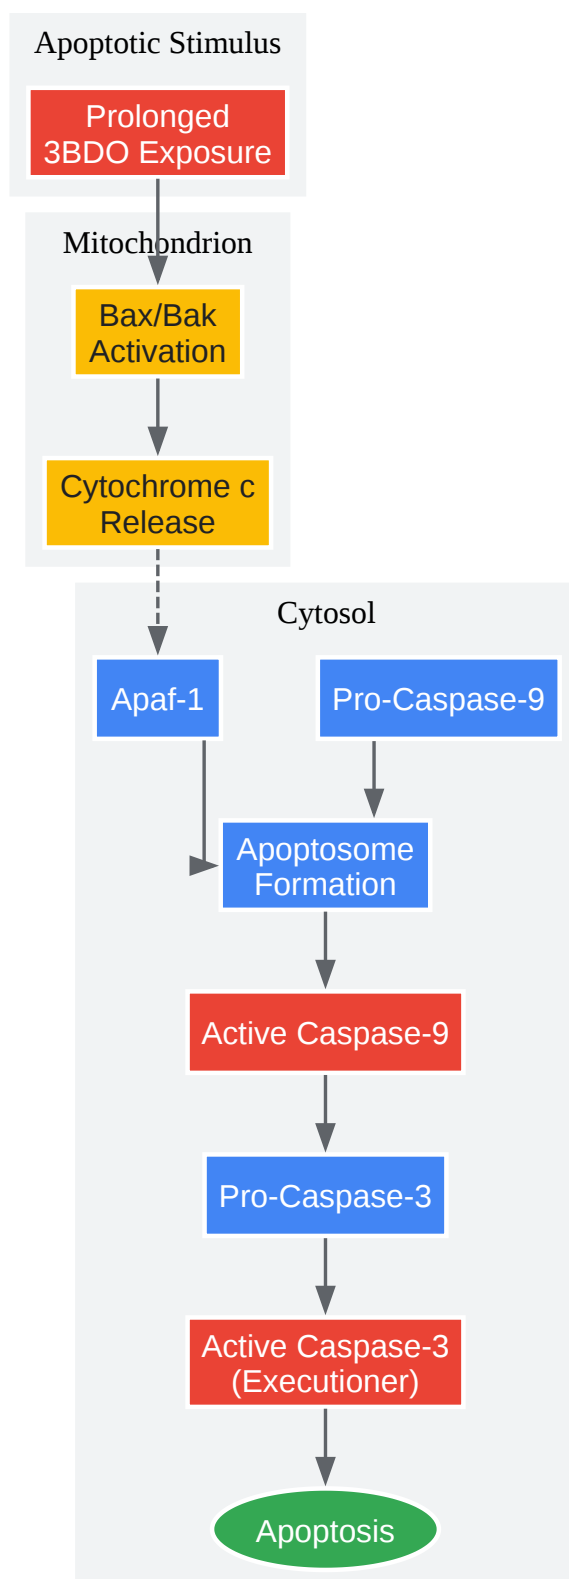 Apoptotic Stimulus
Prolonged
3BDO Exposure
Mitochondrion
Bax/Bak
Activation
Cytochrome c
Release
Cytosol
Apaf-1
Pro-Caspase-9
Apoptosome
Formation
Active Caspase-9
Pro-Caspase-3
Active Caspase-3
(Executioner)
Apoptosis